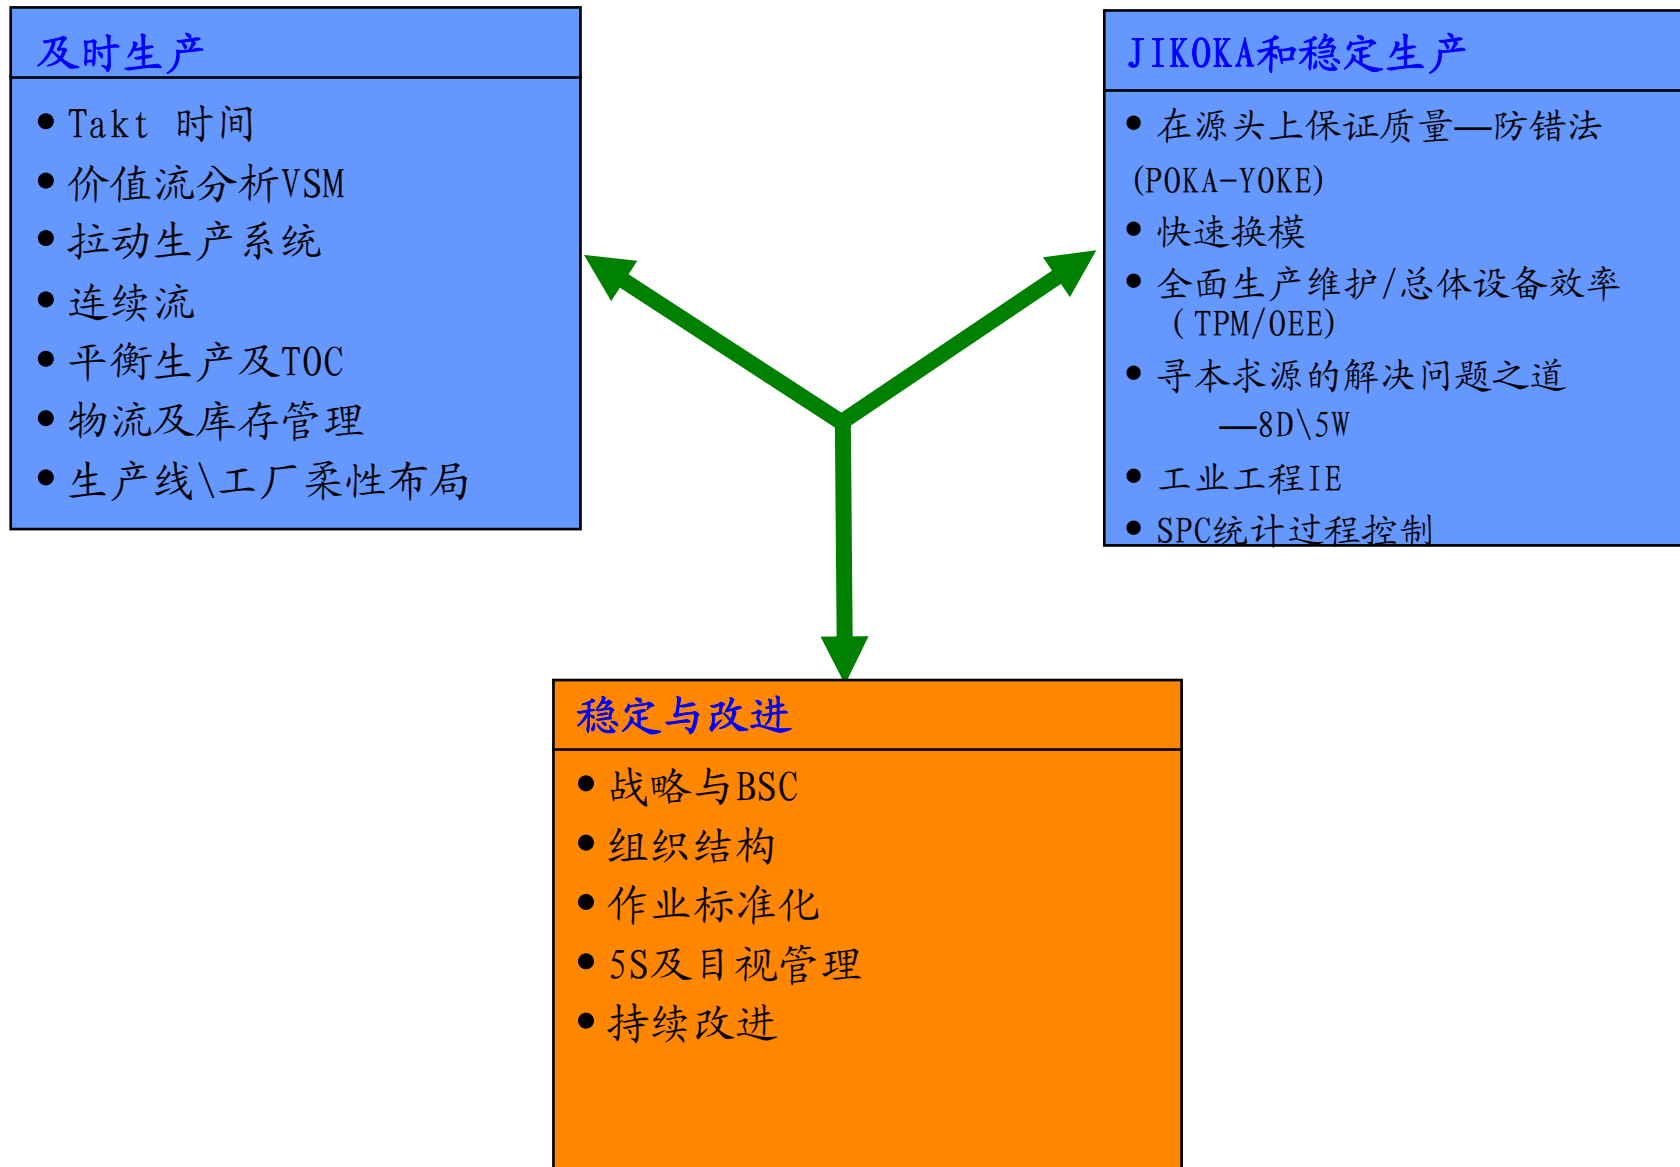 及时生产
• Takt 时间
• 价值流分析VSM
• 拉动生产系统
• 连续流
• 平衡生产及TOC
• 物流及库存管理
• 生产线\工厂柔性布局
JIKOKA和稳定生产
• 在源头上保证质量—防错法
(POKA-YOKE)
• 快速换模
• 全面生产维护/总体设备效率
( TPM/OEE)
• 寻本求源的解决问题之道
—8D\5W
• 工业工程IE
• SPC统计过程控制
稳定与改进
• 战略与BSC
• 组织结构
• 作业标准化
• 5S及目视管理
• 持续改进